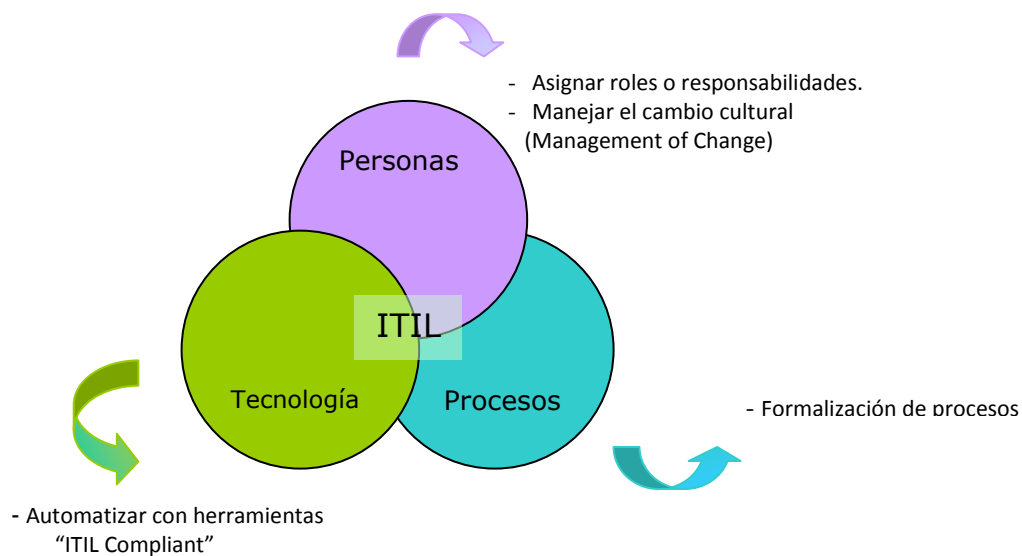 - Asignar roles o responsabilidades.
- Manejar el cambio cultural
(Management of Change)
Personas
ITIL
Tecnología
Procesos
- Formalización de procesos
- Automatizar con herramientas
“ITIL Compliant”